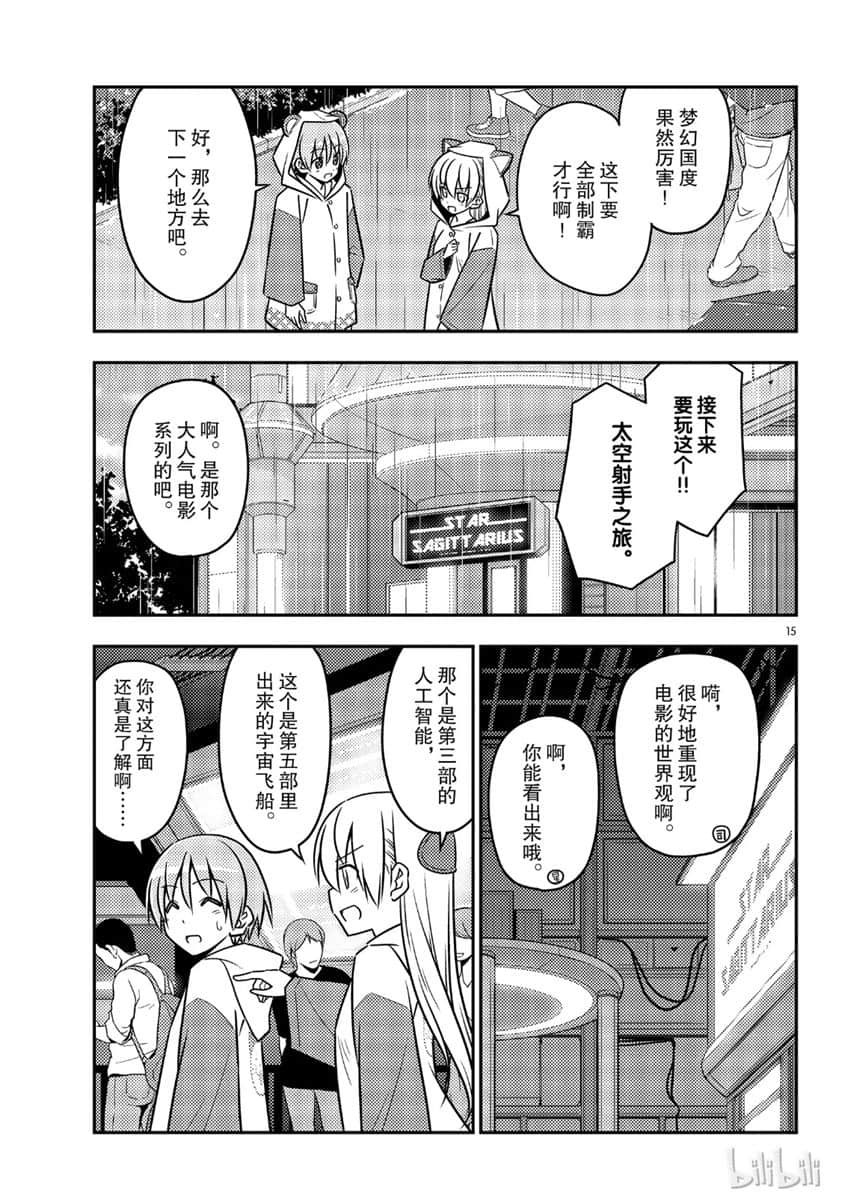 梦幻国度
果然厉害！
这下要
全部制霸
才行啊！
好，那么去
下一个地方吧。
接下来
要玩这个!!
太空射手之旅。
啊。是那个
大人气电影
系列的吧。
STAR
SAGITTARIUS
15
嗬，
很好地重现了
电影的世界观啊。
司
啊，
你能看出来哦。
星
STAR
SAGITTARIUS
那个是第三部的
人工智能，
这个是第五部里
出来的宇宙飞船。
你对这方面
还真是了解啊……
bilibili